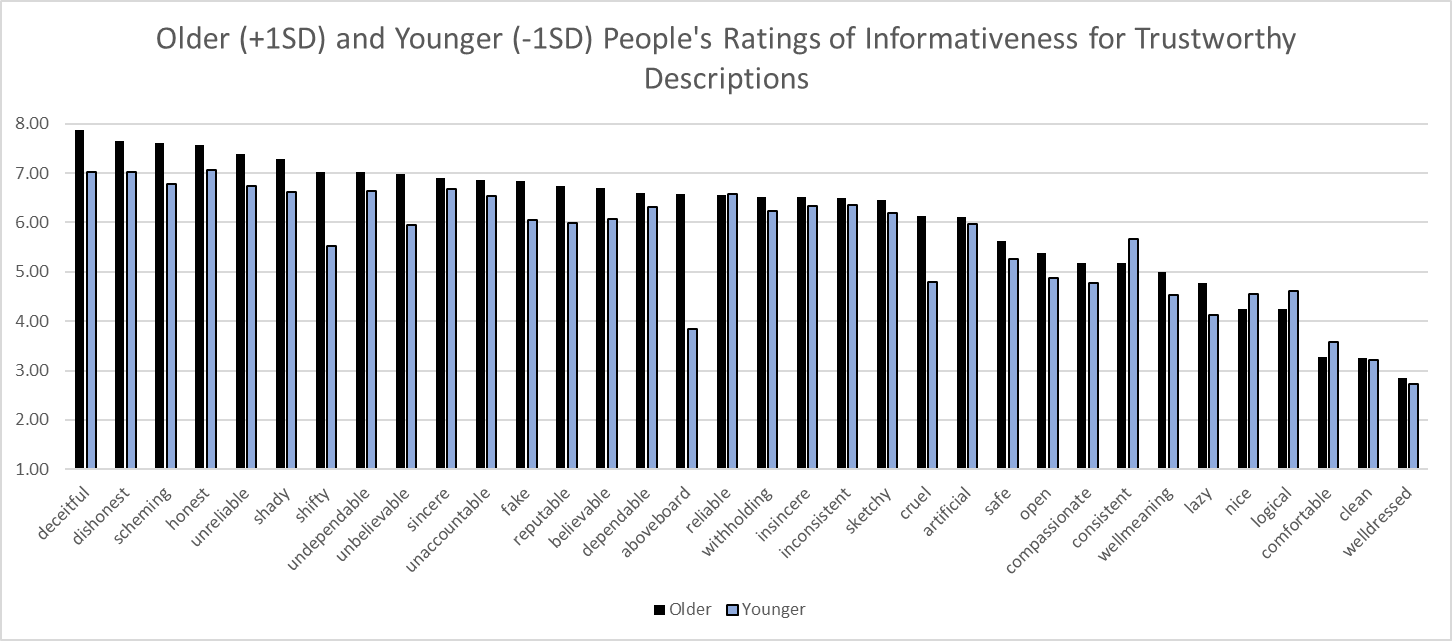 Older (+1SD) and Younger (-1SD) People's Ratings of Informativeness for Trustworthy
Descriptions
8.00
7.00
6.00
5.00
4.00
3.00
2.00
1.00
deceitful
dishonest
scheming
honest
unreliable
shady
shifty
undependable
unbelievable
sincere
unaccountable
fake
reputable
believable
dependable
aboveboard
reliable
withholding
insincere
inconsistent
sketchy
cruel
artificial
safe
open
compassionate
consistent
wellmeaning
lazy
nice
logical
comfortable
clean
welldressed
Older
Younger